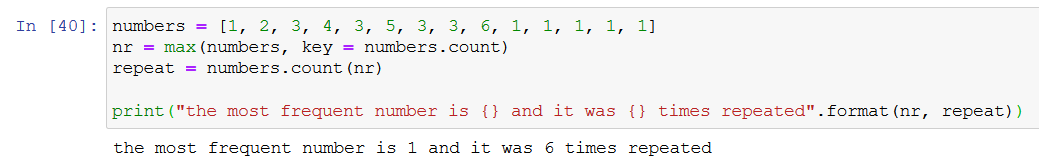 In [40]: numbers = [1, 2, 3, 4, 3, 5, 3, 3, 6, 1, 1, 1, 1, 1]
nr = max(numbers, key = numbers.count)
repeat = numbers.count(nr)
print("the most frequent number is {} and it was {} times repeated".format(nr, repeat))
the most frequent number is 1 and it was 6 times repeated